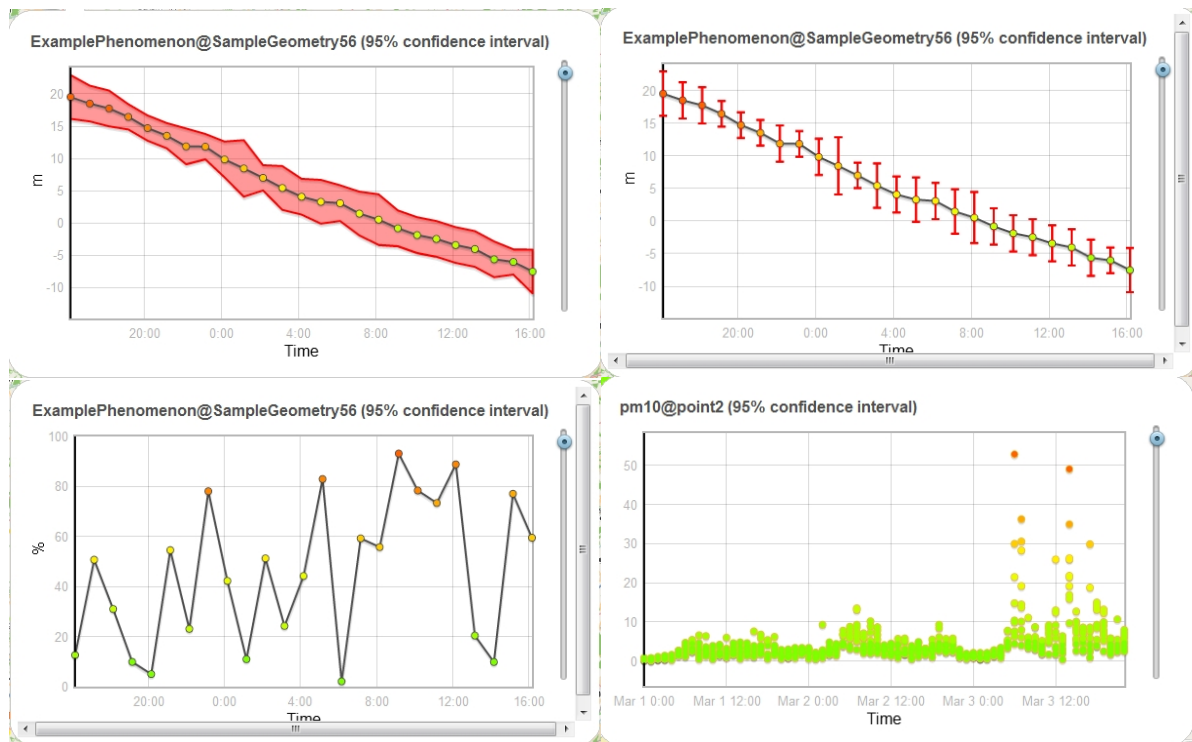 ExamplePhenomenon@SampleGeometry56 (95% confidence interval)
20
15
10
5
0
-5
-10
m
20:00 0:00 4:00 8:00 12:00 16:00
Time
ExamplePhenomenon@SampleGeometry56 (95% confidence interval)
20
15
10
5
0
-5
-10
m
20:00 0:00 4:00 8:00 12:00 16:00
Time
ExamplePhenomenon@SampleGeometry56 (95% confidence interval)
100
80
60
40
20
0
%
20:00 0:00 4:00 8:00 12:00 16:00
Time
pm10@point2 (95% confidence interval)
50
40
30
20
10
0
Mar 1 0:00 Mar 1 12:00 Mar 2 0:00 Mar 2 12:00 Mar 3 0:00 Mar 3 12:00
Time